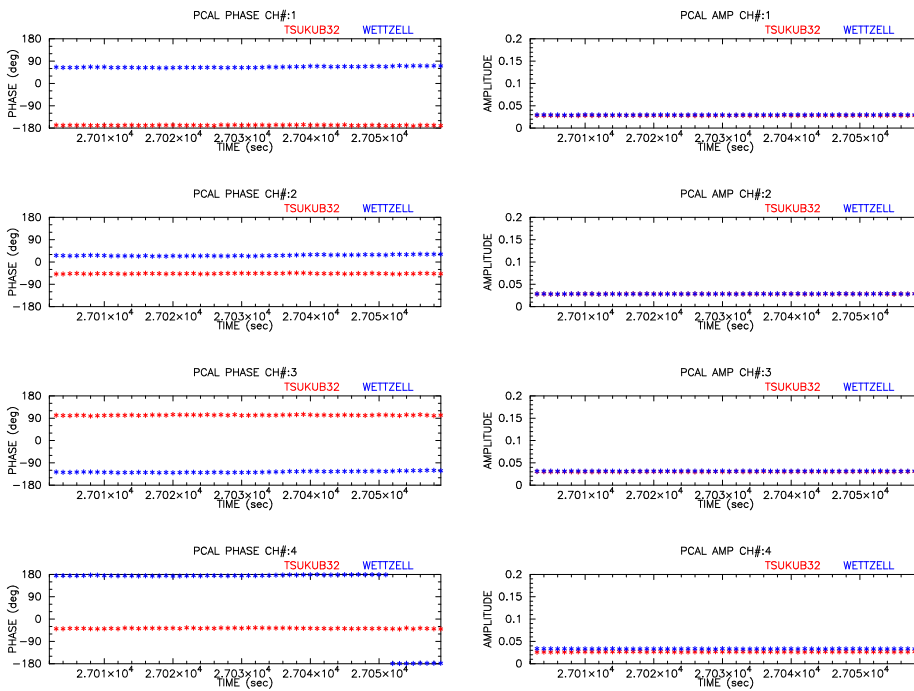 PCAL PHASE CH#:1
TSUKUB32 WETTZELL
180
90
0
−90
−180
PHASE (deg)
2.701×10⁴ 2.702×10⁴ 2.703×10⁴ 2.704×10⁴ 2.705×10⁴
TIME (sec)
PCAL AMP CH#:1
TSUKUB32 WETTZELL
0.2
0.15
0.1
0.05
0
AMPLITUDE
2.701×10⁴ 2.702×10⁴ 2.703×10⁴ 2.704×10⁴ 2.705×10⁴
TIME (sec)
PCAL PHASE CH#:2
TSUKUB32 WETTZELL
180
90
0
−90
−180
PHASE (deg)
2.701×10⁴ 2.702×10⁴ 2.703×10⁴ 2.704×10⁴ 2.705×10⁴
TIME (sec)
PCAL AMP CH#:2
TSUKUB32 WETTZELL
0.2
0.15
0.1
0.05
0
AMPLITUDE
2.701×10⁴ 2.702×10⁴ 2.703×10⁴ 2.704×10⁴ 2.705×10⁴
TIME (sec)
PCAL PHASE CH#:3
TSUKUB32 WETTZELL
180
90
0
−90
−180
PHASE (deg)
2.701×10⁴ 2.702×10⁴ 2.703×10⁴ 2.704×10⁴ 2.705×10⁴
TIME (sec)
PCAL AMP CH#:3
TSUKUB32 WETTZELL
0.2
0.15
0.1
0.05
0
AMPLITUDE
2.701×10⁴ 2.702×10⁴ 2.703×10⁴ 2.704×10⁴ 2.705×10⁴
TIME (sec)
PCAL PHASE CH#:4
TSUKUB32 WETTZELL
180
90
0
−90
−180
PHASE (deg)
2.701×10⁴ 2.702×10⁴ 2.703×10⁴ 2.704×10⁴ 2.705×10⁴
TIME (sec)
PCAL AMP CH#:4
TSUKUB32 WETTZELL
0.2
0.15
0.1
0.05
0
AMPLITUDE
2.701×10⁴ 2.702×10⁴ 2.703×10⁴ 2.704×10⁴ 2.705×10⁴
TIME (sec)